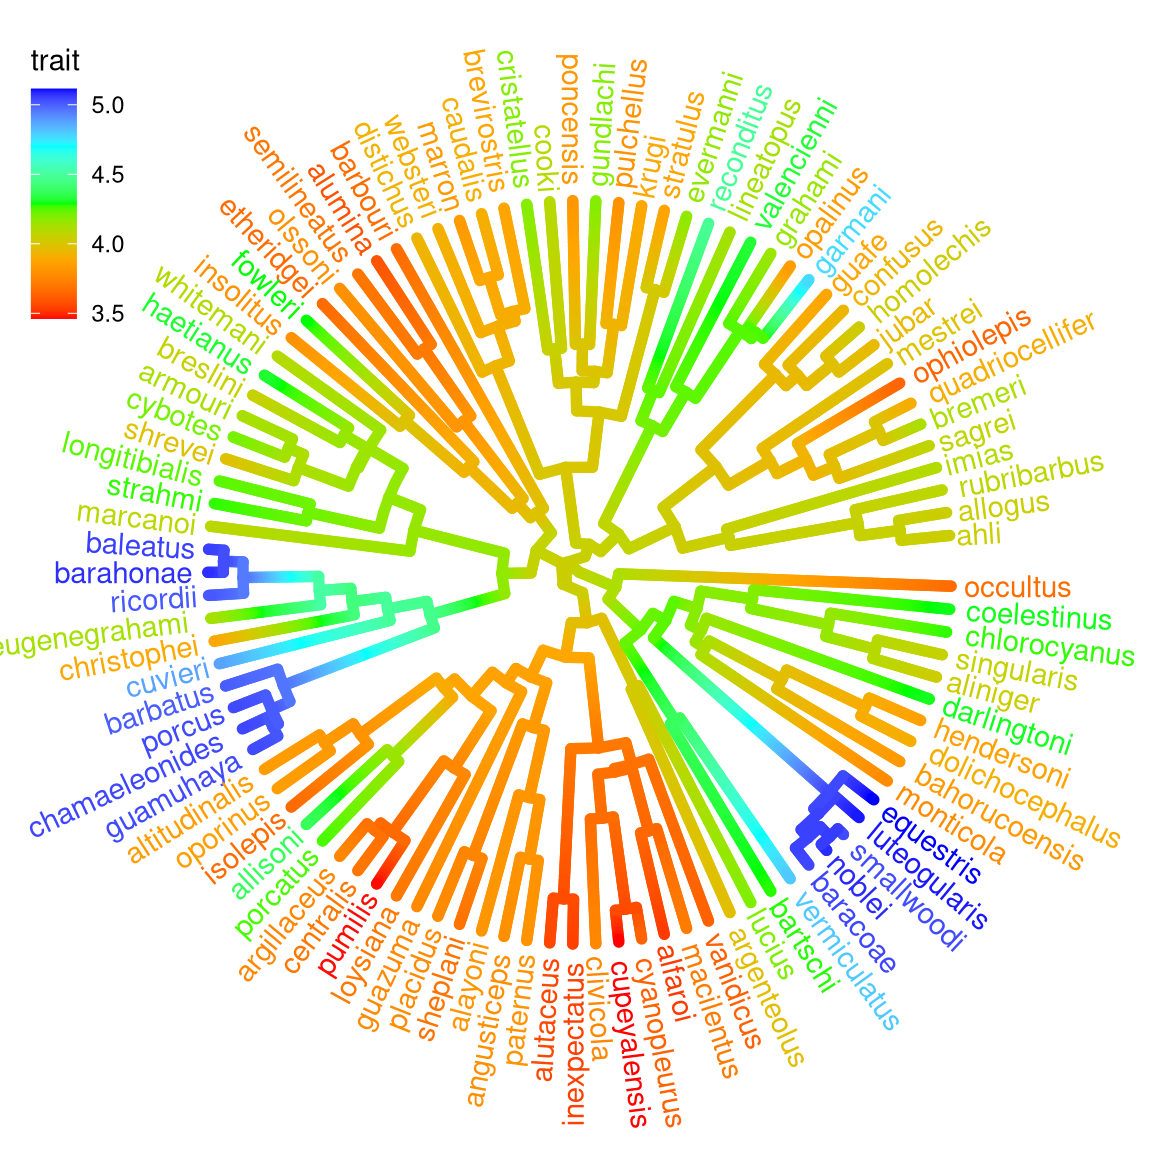 trait
5.0
4.5
4.0
3.5
occultus
ahli
allogus
rubribarbus
imias
sagrei
bremeri
quadriocellifer
ophiolepis
mestrei
jubar
homolechis
confusus
guafe
garmani
opalinus
grahami
valencienni
lineatopus
reconditus
evermanni
stratulus
krugi
pulchellus
gundlachi
poncensis
cooki
cristatellus
brevirostris
caudalis
marron
websteri
distichus
barbouri
alumina
semilineatus
olssoni
etheridgei
fowleri
insolitus
whitemani
haetianus
breslini
armouri
cybotes
shrevei
longitibialis
strahmi
marcanoi
baleatus
barahonae
ricordii
eugenegrahami
christophei
cuvieri
barbatus
porcus
chamaeleonides
guamuhaya
altitudinalis
oporinus
isolepis
allisoni
porcatus
argillaceus
centralis
pumilis
loysiana
guazuma
placidus
sheplani
alayoni
angusticeps
paternus
alutaceus
inexpectatus
clivicola
cupeyalensis
cyanopleurus
alfaroi
macilentus
vanidicus
argenteolus
lucius
bartschi
vermiculatus
baracoae
noblei
smallwoodi
luteogularis
equestris
monticola
bahorucoensis
dolichocephalus
hendersoni
darlingtoni
aliniger
singularis
chlorocyanus
coelestinus